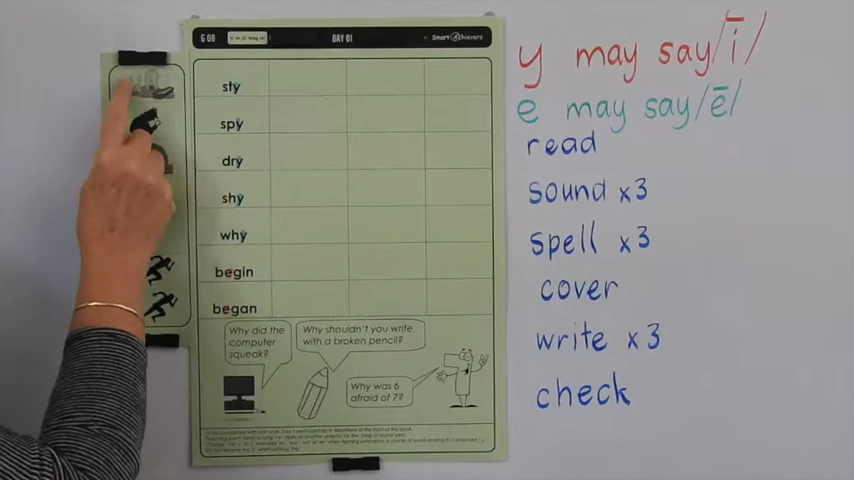 G 08
DAY 01
Smart Achievers
sty
spy
dry
shy
why
begin
began
Why did the
computer
squeak?
Why shouldn't you write
with a broken pencil?
Why was 6
afraid of 7?
y may say /ī/
e may say /ē/
read
sound x3
spell x3
cover
write x3
check